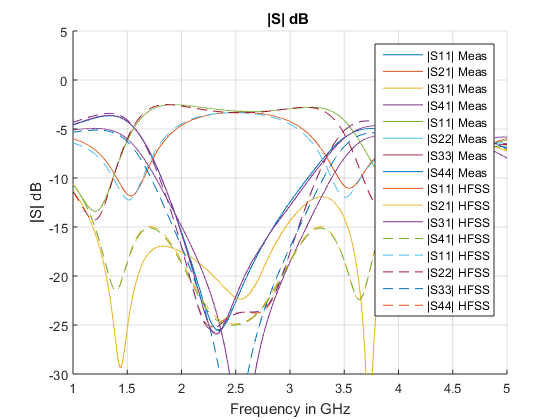 |S| dB
5
0
-5
-10
-15
-20
-25
-30
|S| dB
1
1.5
2
2.5
3
3.5
4
4.5
5
Frequency in GHz
|S11| Meas
|S21| Meas
|S31| Meas
|S41| Meas
|S11| Meas
|S22| Meas
|S33| Meas
|S44| Meas
|S11| HFSS
|S21| HFSS
|S31| HFSS
|S41| HFSS
|S11| HFSS
|S22| HFSS
|S33| HFSS
|S44| HFSS